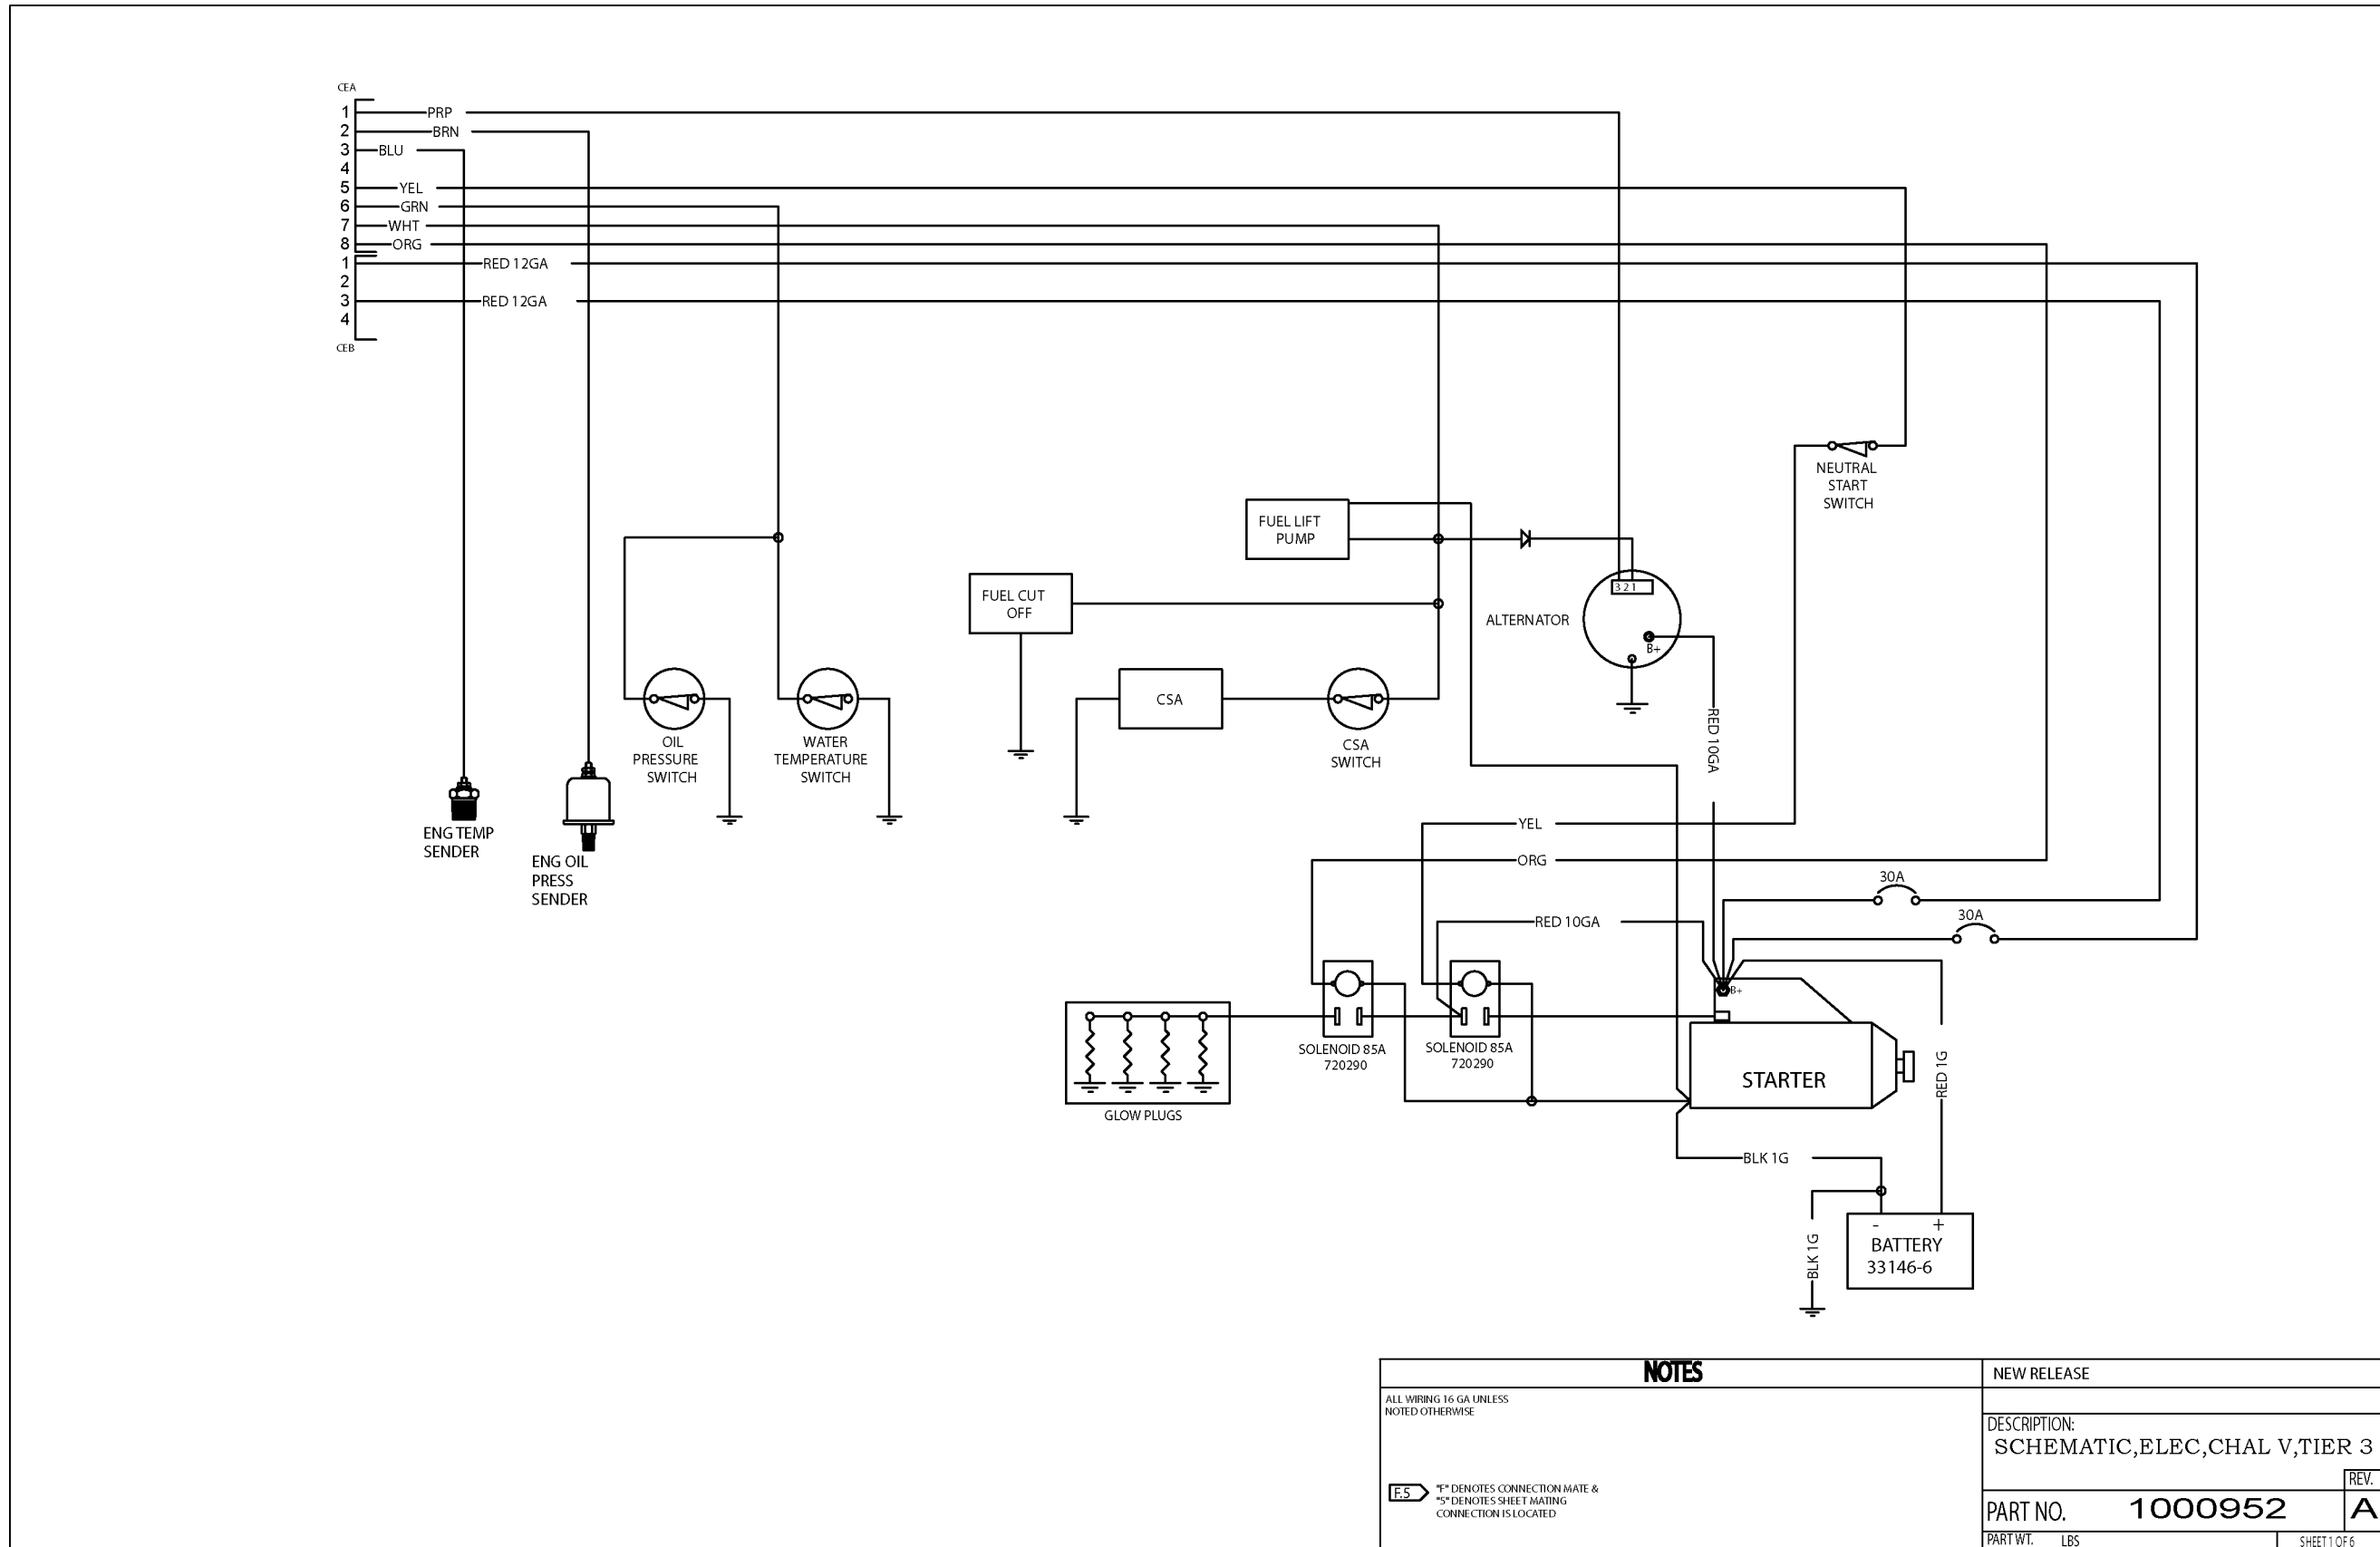 CEA
1 PRP
2 BRN
3 BLU
4
5 YEL
6 GRN
7 WHT
8 ORG
1 RED 12GA
2
3 RED 12GA
4
CEB
NEUTRAL
START
SWITCH
FUEL LIFT
PUMP
FUEL CUT
OFF
3 2 1
ALTERNATOR
B+
CSA
OIL
PRESSURE
SWITCH
WATER
TEMPERATURE
SWITCH
CSA
SWITCH
RED 10GA
ENG TEMP
SENDER
ENG OIL
PRESS
SENDER
YEL
ORG
30A
30A
RED 10GA
B+
SOLENOID 85A
720290
SOLENOID 85A
720290
STARTER
RED 1G
GLOW PLUGS
BLK 1G
BLK 1G
- +
BATTERY
33146-6
NOTES
ALL WIRING 16 GA UNLESS
NOTED OTHERWISE
F.5
"F" DENOTES CONNECTION MATE &
"5" DENOTES SHEET MATING
CONNECTION IS LOCATED
NEW RELEASE
DESCRIPTION:
SCHEMATIC,ELEC,CHAL V,TIER 3
REV.
PART NO. 1000952 A
PART WT. LBS
SHEET 1 OF 6